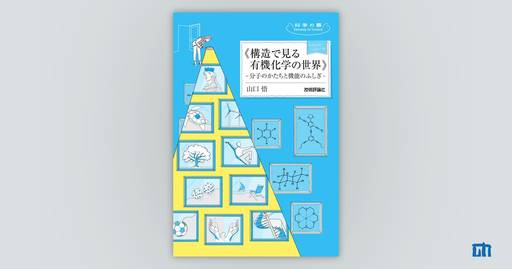 科学の扉
《構造で見る
有機化学の世界》
-分子のかたちと機能のふしぎ-
山口 悟
技術評論社